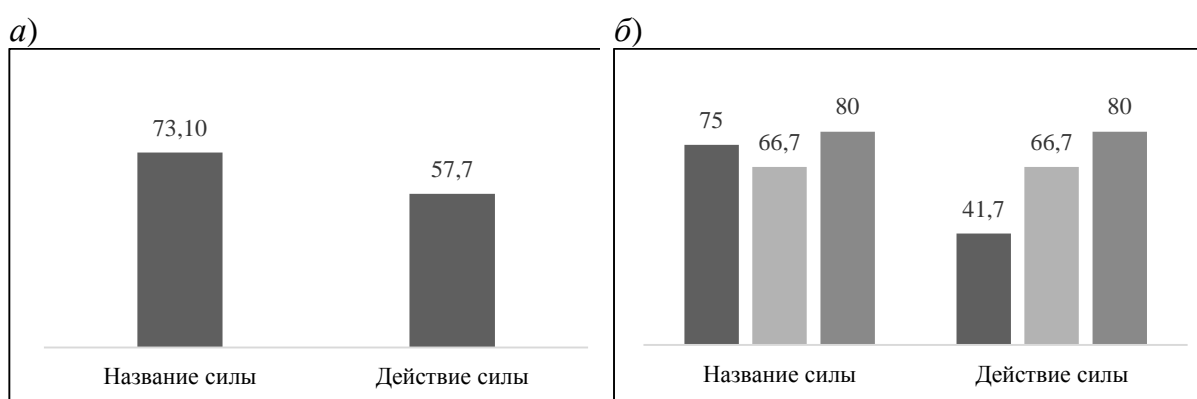 а)
73,10
57,7
Название силы Действие силы
б)
75 66,7 80
41,7 66,7 80
Название силы Действие силы